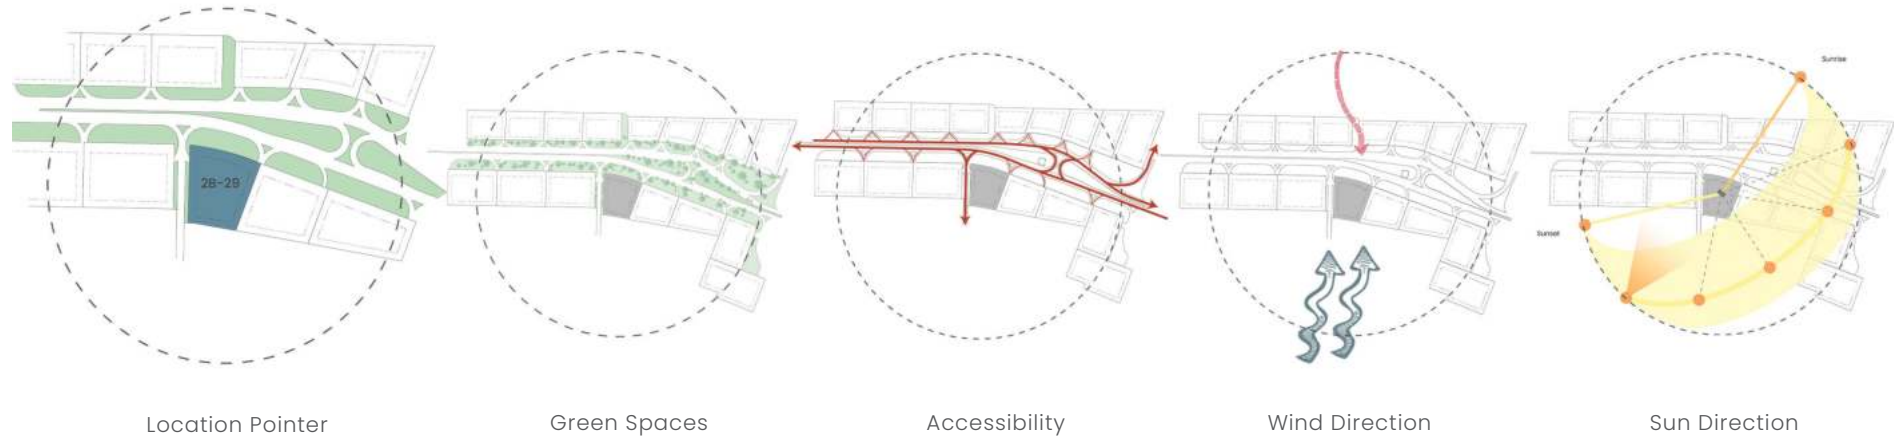 Sunrise
28-29
Sunset
Location Pointer
Green Spaces
Accessibility
Wind Direction
Sun Direction